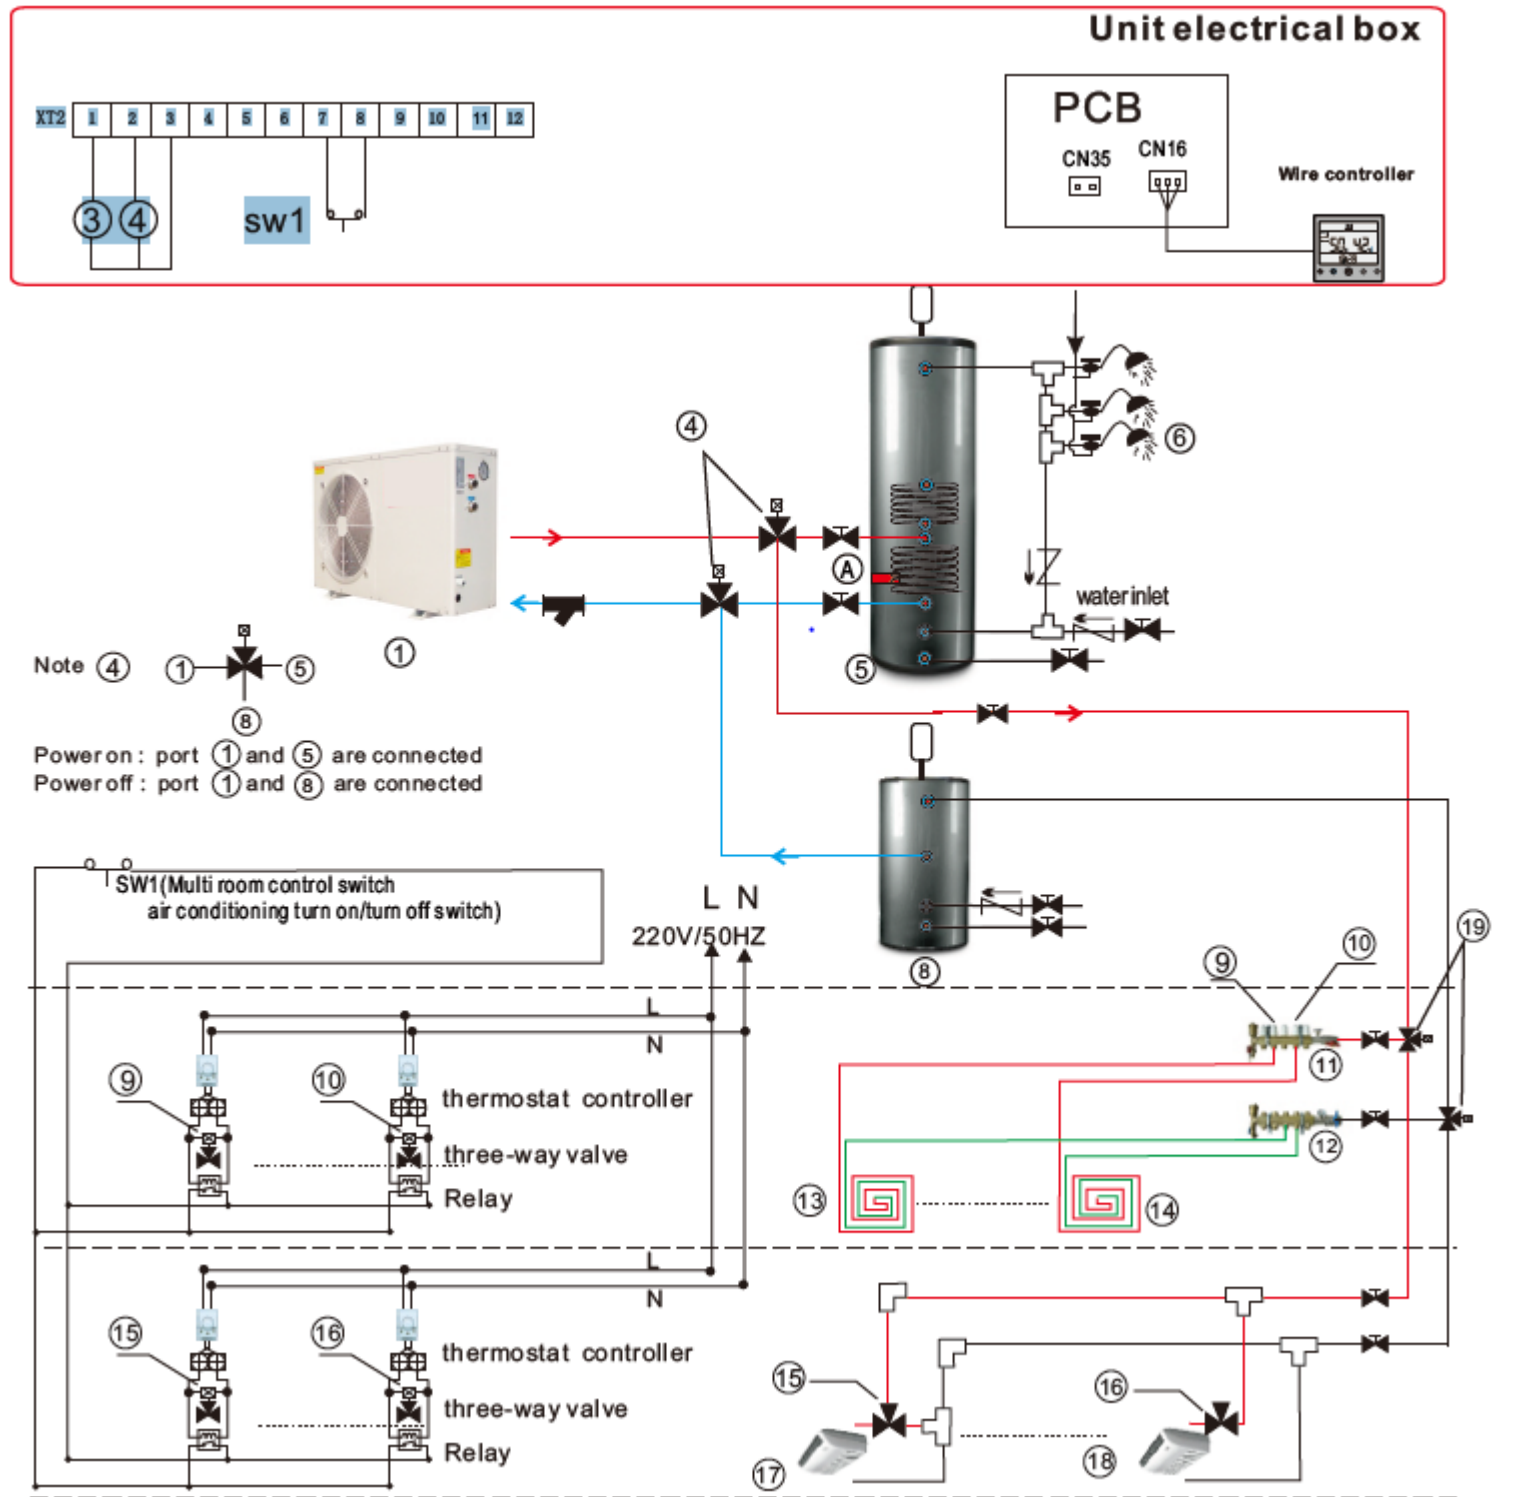 Unit electrical box
XT2 1 2 3 4 5 6 7 8 9 10 11 12
PCB
CN35
CN16
Wire controller
3 4
sw1
4
6
A
water inlet
1
5
Note 4
1 5
8
Power on : port 1 and 5 are connected
Power off : port 1 and 8 are connected
SW1(Multi room control switch
air conditioning turn on/turn off switch)
L N
220V/50HZ
8
9
10
19
L
N
9
10
thermostat controller
three-way valve
Relay
11
12
13
14
L
N
15
16
thermostat controller
three-way valve
Relay
15
16
17
18